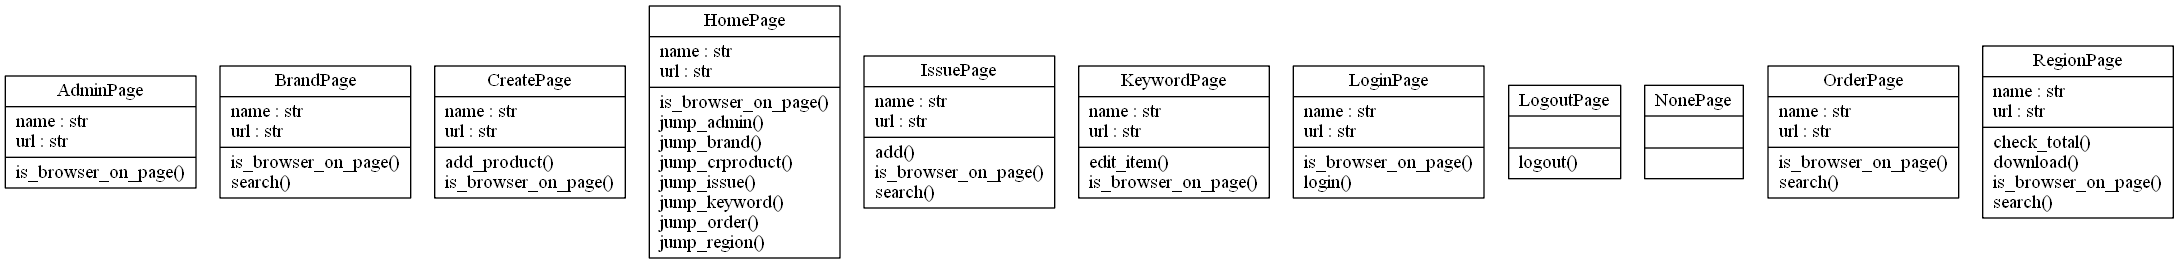 AdminPage
name : str
url : str
is_browser_on_page()
BrandPage
name : str
url : str
is_browser_on_page()
search()
CreatePage
name : str
url : str
add_product()
is_browser_on_page()
HomePage
name : str
url : str
is_browser_on_page()
jump_admin()
jump_brand()
jump_crproduct()
jump_issue()
jump_keyword()
jump_order()
jump_region()
IssuePage
name : str
url : str
add()
is_browser_on_page()
search()
KeywordPage
name : str
url : str
edit_item()
is_browser_on_page()
LoginPage
name : str
url : str
is_browser_on_page()
login()
LogoutPage
logout()
NonePage
OrderPage
name : str
url : str
is_browser_on_page()
search()
RegionPage
name : str
url : str
check_total()
download()
is_browser_on_page()
search()